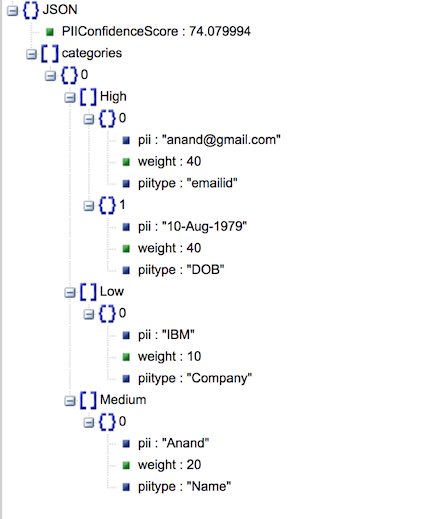 {} JSON
PIIConfidenceScore : 74.079994
[] categories
{} 0
[] High
{} 0
pii : "anand@gmail.com"
weight : 40
piitype : "emailid"
{} 1
pii : "10-Aug-1979"
weight : 40
piitype : "DOB"
[] Low
{} 0
pii : "IBM"
weight : 10
piitype : "Company"
[] Medium
{} 0
pii : "Anand"
weight : 20
piitype : "Name"